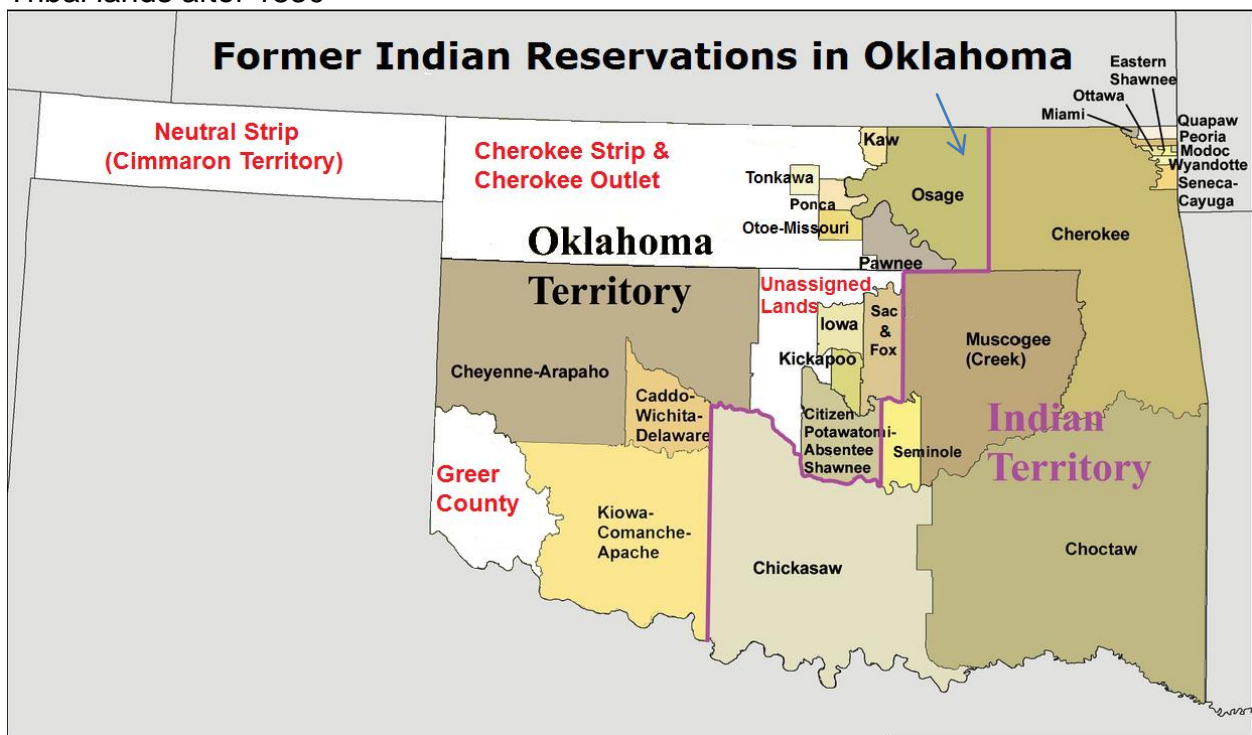 Tribal lands after 1880
Former Indian Reservations in Oklahoma
Neutral Strip
(Cimmaron Territory)
Cherokee Strip &
Cherokee Outlet
Kaw
Tonkawa
Ponca
Otoe-Missouri
Osage
Pawnee
Eastern
Shawnee
Ottawa
Miami
Quapaw
Peoria
Modoc
Wyandotte
Seneca-
Cayuga
Cherokee
Oklahoma
Territory
Unassigned
Lands
Iowa
Sac
&
Fox
Kickapoo
Muscogee
(Creek)
Cheyenne-Arapaho
Caddo-
Wichita-
Delaware
Citizen
Potawatomi-
Absentee
Shawnee
Seminole
Indian
Territory
Greer
County
Kiowa-
Comanche-
Apache
Chickasaw
Choctaw